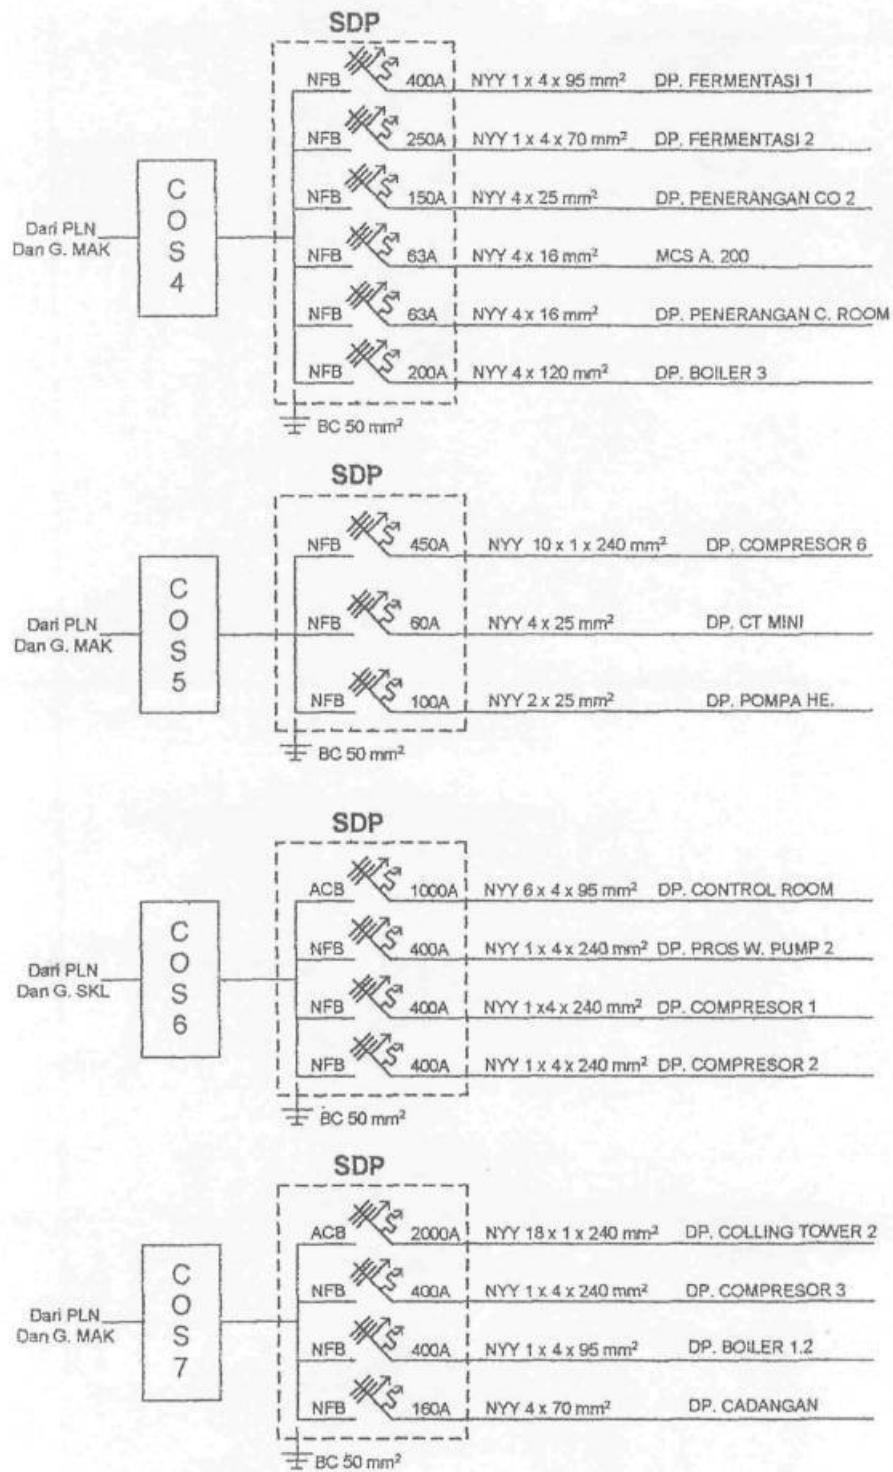 SDP
NFB 400A NYY 1 x 4 x 95 mm² DP. FERMENTASI 1
NFB 250A NYY 1 x 4 x 70 mm² DP. FERMENTASI 2
NFB 150A NYY 4 x 25 mm² DP. PENERANGAN CO 2
Dari PLN
Dan G. MAK
COS4
NFB 63A NYY 4 x 16 mm² MCS A. 200
NFB 63A NYY 4 x 16 mm² DP. PENERANGAN C. ROOM
NFB 200A NYY 4 x 120 mm² DP. BOILER 3
BC 50 mm²
SDP
NFB 450A NYY 10 x 1 x 240 mm² DP. COMPRESOR 6
Dari PLN
Dan G. MAK
COS5
NFB 60A NYY 4 x 25 mm² DP. CT MINI
NFB 100A NYY 2 x 25 mm² DP. POMPA HE.
BC 50 mm²
SDP
ACB 1000A NYY 6 x 4 x 95 mm² DP. CONTROL ROOM
NFB 400A NYY 1 x 4 x 240 mm² DP. PROS W. PUMP 2
Dari PLN
Dan G. SKL
COS6
NFB 400A NYY 1 x4 x 240 mm² DP. COMPRESOR 1
NFB 400A NYY 1 x 4 x 240 mm² DP. COMPRESOR 2
BC 50 mm²
SDP
ACB 2000A NYY 18 x 1 x 240 mm² DP. COLLING TOWER 2
NFB 400A NYY 1 x 4 x 240 mm² DP. COMPRESOR 3
Dari PLN
Dan G. MAK
COS7
NFB 400A NYY 1 x 4 x 95 mm² DP. BOILER 1.2
NFB 160A NYY 4 x 70 mm² DP. CADANGAN
BC 50 mm²